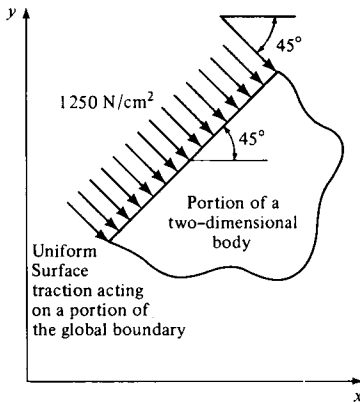 y
45°
1250 N/cm²
45°
Portion of a
two-dimensional
body
Uniform
Surface
traction acting
on a portion of
the global boundary
x